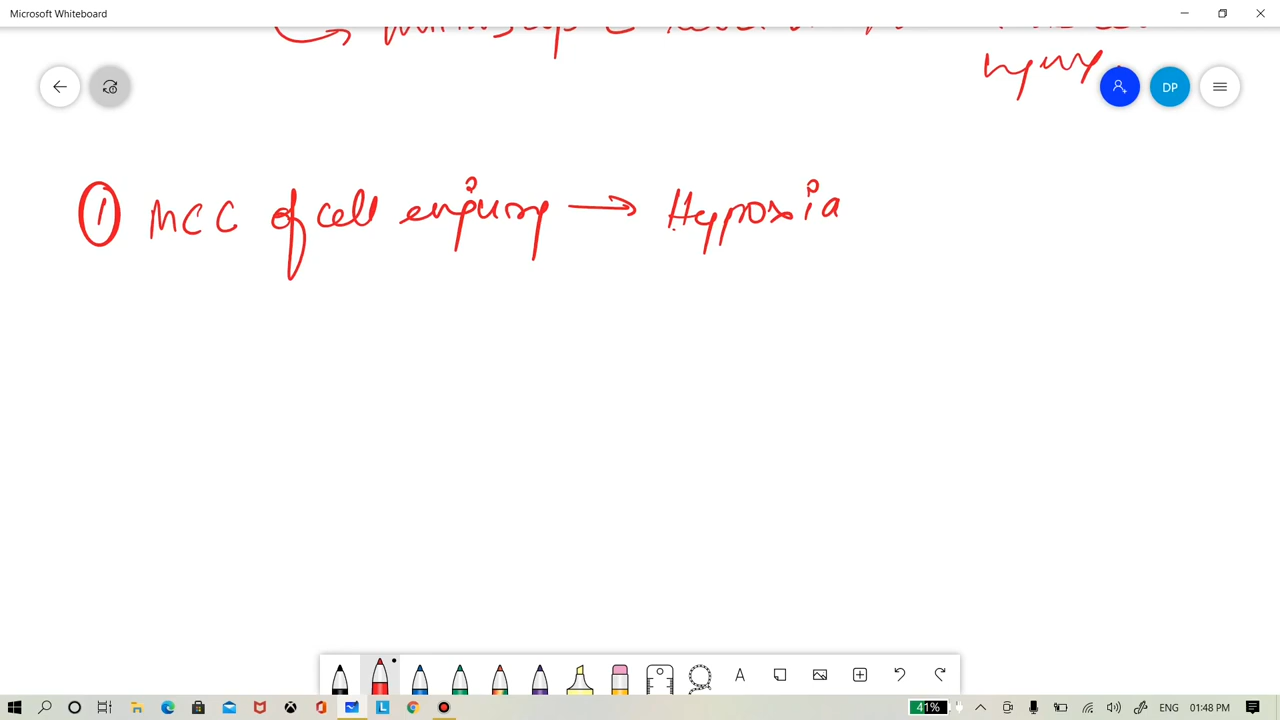 Microsoft Whiteboard
injury
DP
① MCC of cell enjury → Hypoxia
A
41%
ENG
01:48 PM